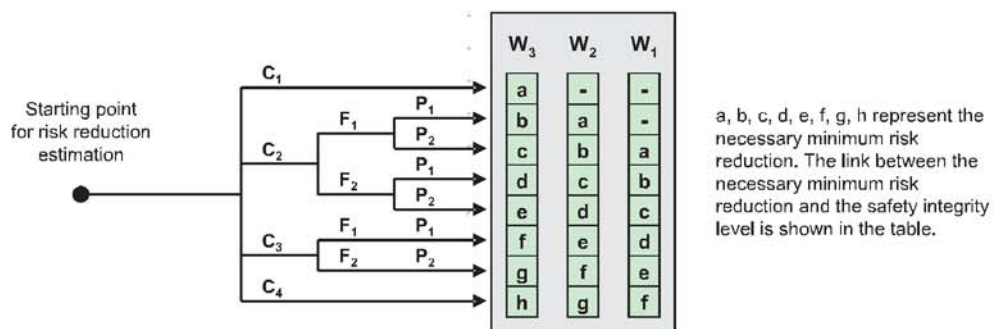 W3 W2 W1
C1
a - -
Starting point
for risk reduction
estimation
F1 P1
b a -
C2
P2
c b a
F2 P1
d c b
P2
e d c
C3 F1 P1
f e d
F2 P2
g f e
C4
h g f
a, b, c, d, e, f, g, h represent the
necessary minimum risk
reduction. The link between the
necessary minimum risk
reduction and the safety integrity
level is shown in the table.